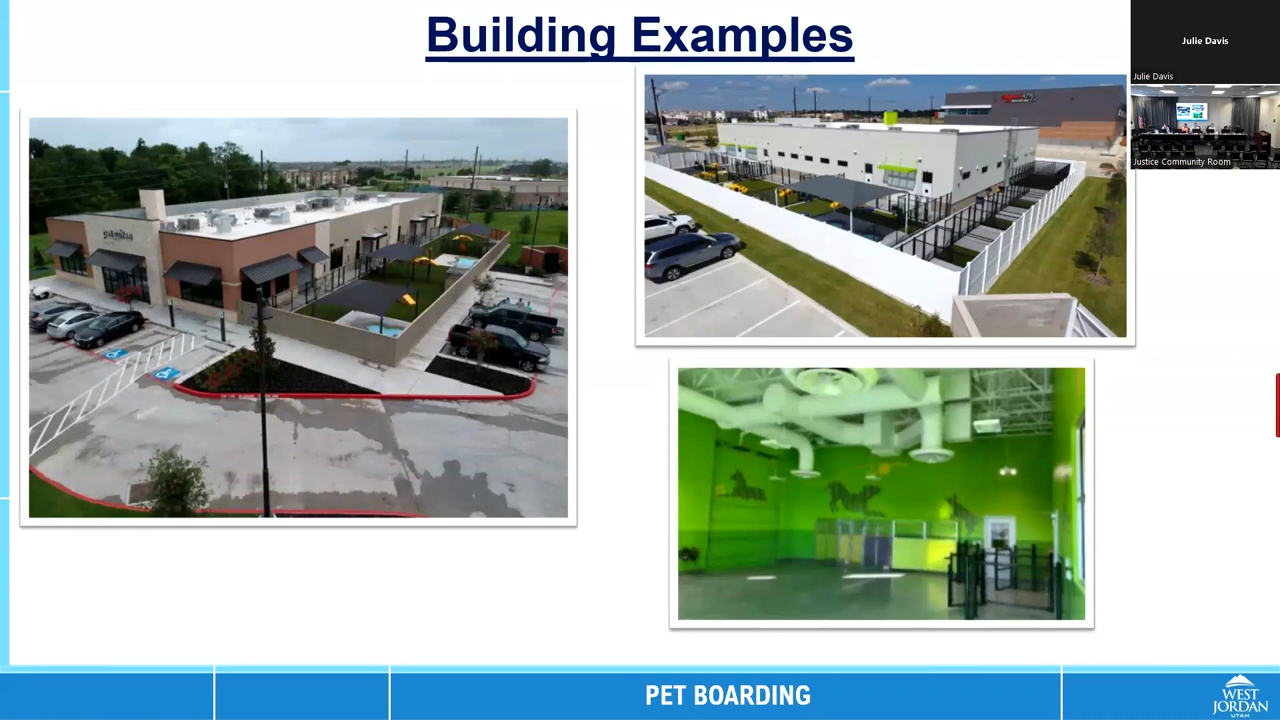 Building Examples
Julie Davis
Julie Davis
Justice Community Room
PET BOARDING
WEST
JORDAN
UTAH